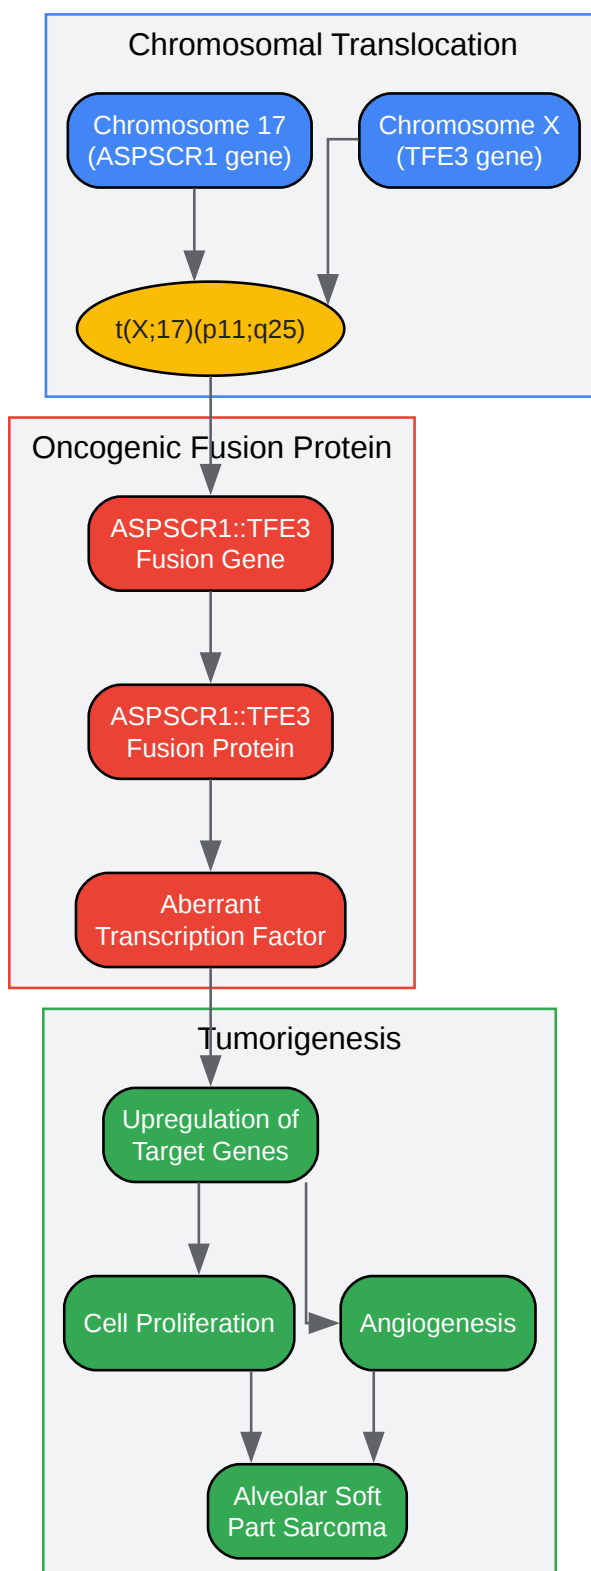 Chromosomal Translocation
Chromosome 17
(ASPSCR1 gene)
Chromosome X
(TFE3 gene)
t(X;17)(p11;q25)
Oncogenic Fusion Protein
ASPSCR1::TFE3
Fusion Gene
ASPSCR1::TFE3
Fusion Protein
Aberrant
Transcription Factor
Tumorigenesis
Upregulation of
Target Genes
Cell Proliferation
Angiogenesis
Alveolar Soft
Part Sarcoma